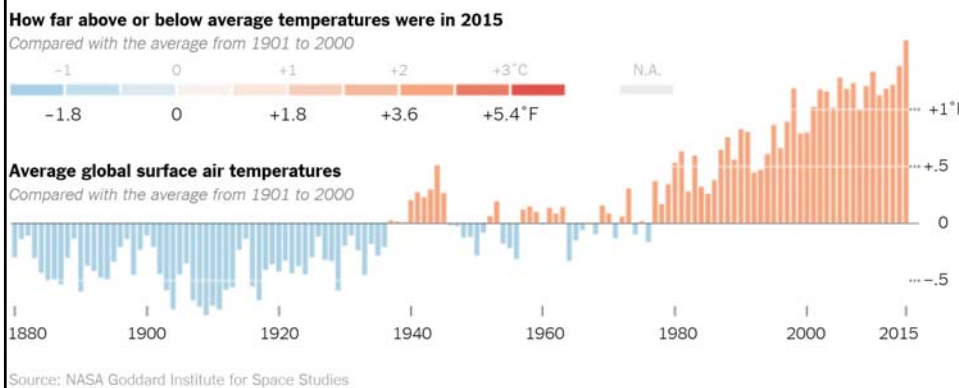 How far above or below average temperatures were in 2015
Compared with the average from 1901 to 2000
−1 0 +1 +2 +3˚C N.A.
−1.8 0 +1.8 +3.6 +5.4˚F
+1˚F
Average global surface air temperatures
+.5
Compared with the average from 1901 to 2000
0
−.5
1880 1900 1920 1940 1960 1980 2000 2015
Source: NASA Goddard Institute for Space Studies